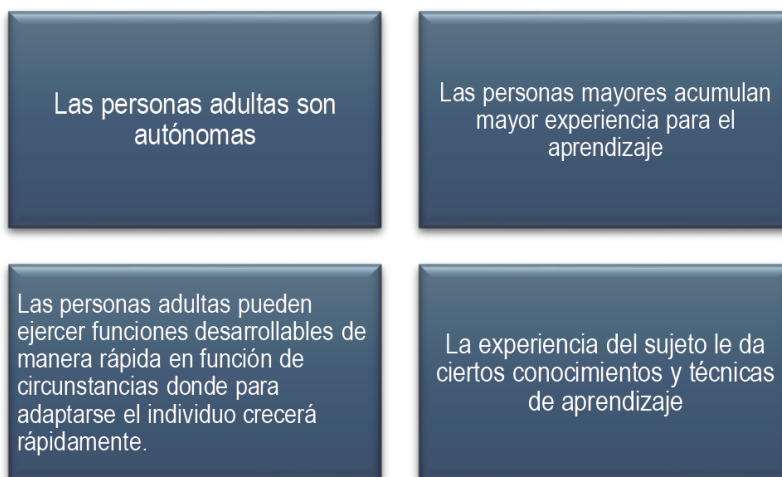 Las personas adultas son
autónomas
Las personas mayores acumulan
mayor experiencia para el
aprendizaje
Las personas adultas pueden
ejercer funciones desarrollables de
manera rápida en función de
circunstancias donde para
adaptarse el individuo crecerá
rápidamente.
La experiencia del sujeto le da
ciertos conocimientos y técnicas
de aprendizaje